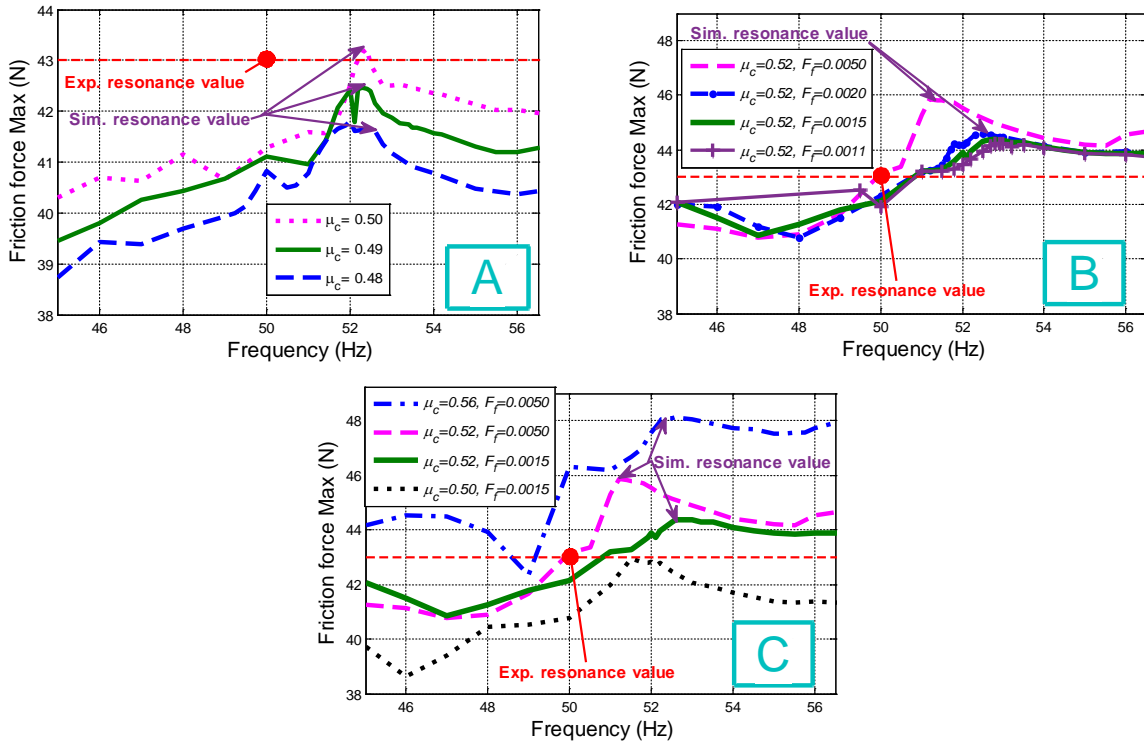 44
43
42
41
40
39
38
46
48
50
52
54
56
Friction force Max (N)
Frequency (Hz)
Exp. resonance value
Sim. resonance value
μc= 0.50
μc= 0.49
μc= 0.48
A
48
46
44
42
40
38
46
48
50
52
54
56
Friction force Max (N)
Frequency (Hz)
Sim. resonance value
μc=0.52, Ff=0.0050
μc=0.52, Ff=0.0020
μc=0.52, Ff=0.0015
μc=0.52, Ff=0.0011
Exp. resonance value
B
48
46
44
42
40
38
46
48
50
52
54
56
Friction force Max (N)
Frequency (Hz)
μc=0.56, Ff=0.0050
μc=0.52, Ff=0.0050
μc=0.52, Ff=0.0015
μc=0.50, Ff=0.0015
Sim. resonance value
Exp. resonance value
C